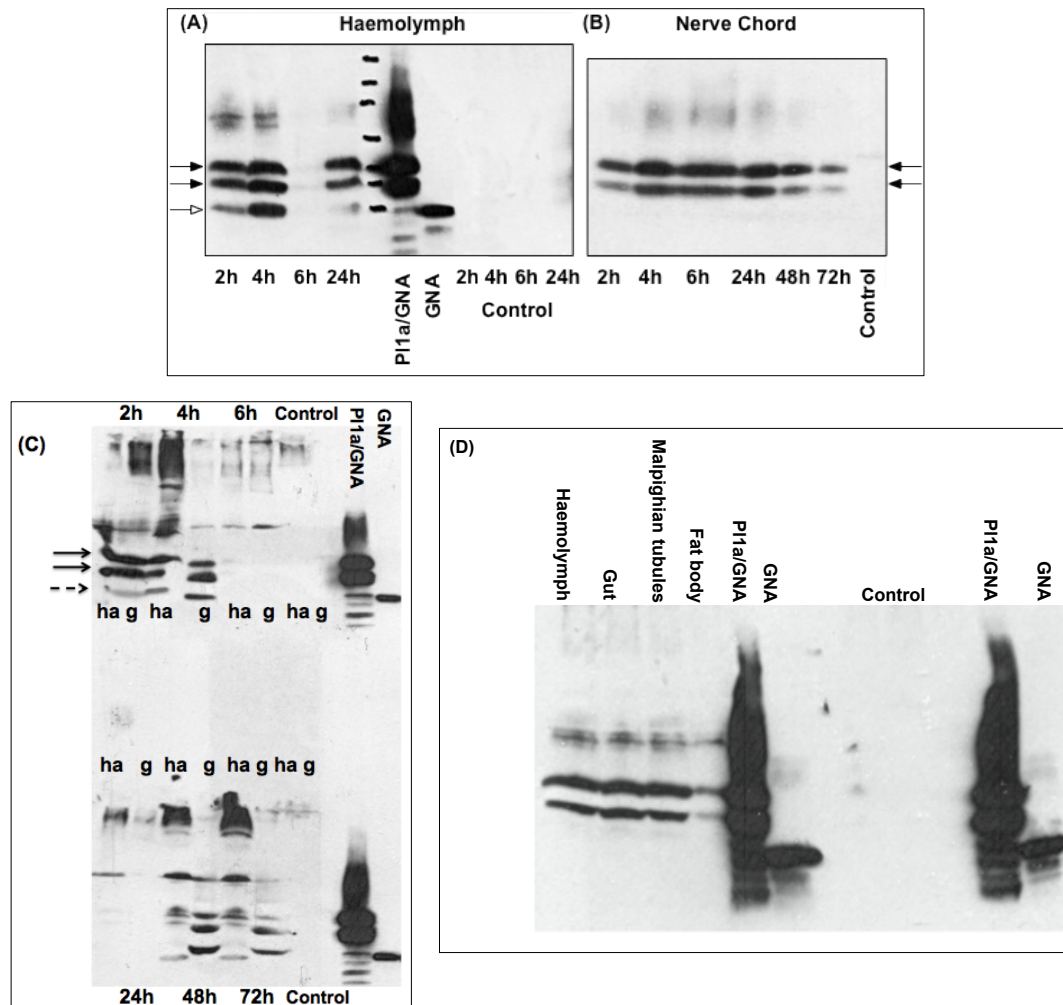 (A) Haemolymph
2h 4h 6h 24h Pl1a/GNA GNA 2h 4h 6h 24h
Control
(B) Nerve Chord
2h 4h 6h 24h 48h 72h Control
(C)
2h 4h 6h Control Pl1a/GNA GNA
ha g ha g ha g ha g
ha g ha g ha g ha g
24h 48h 72h Control
(D)
Haemolymph Gut Malpighian tubules Fat body Pl1a/GNA GNA Control Pl1a/GNA GNA